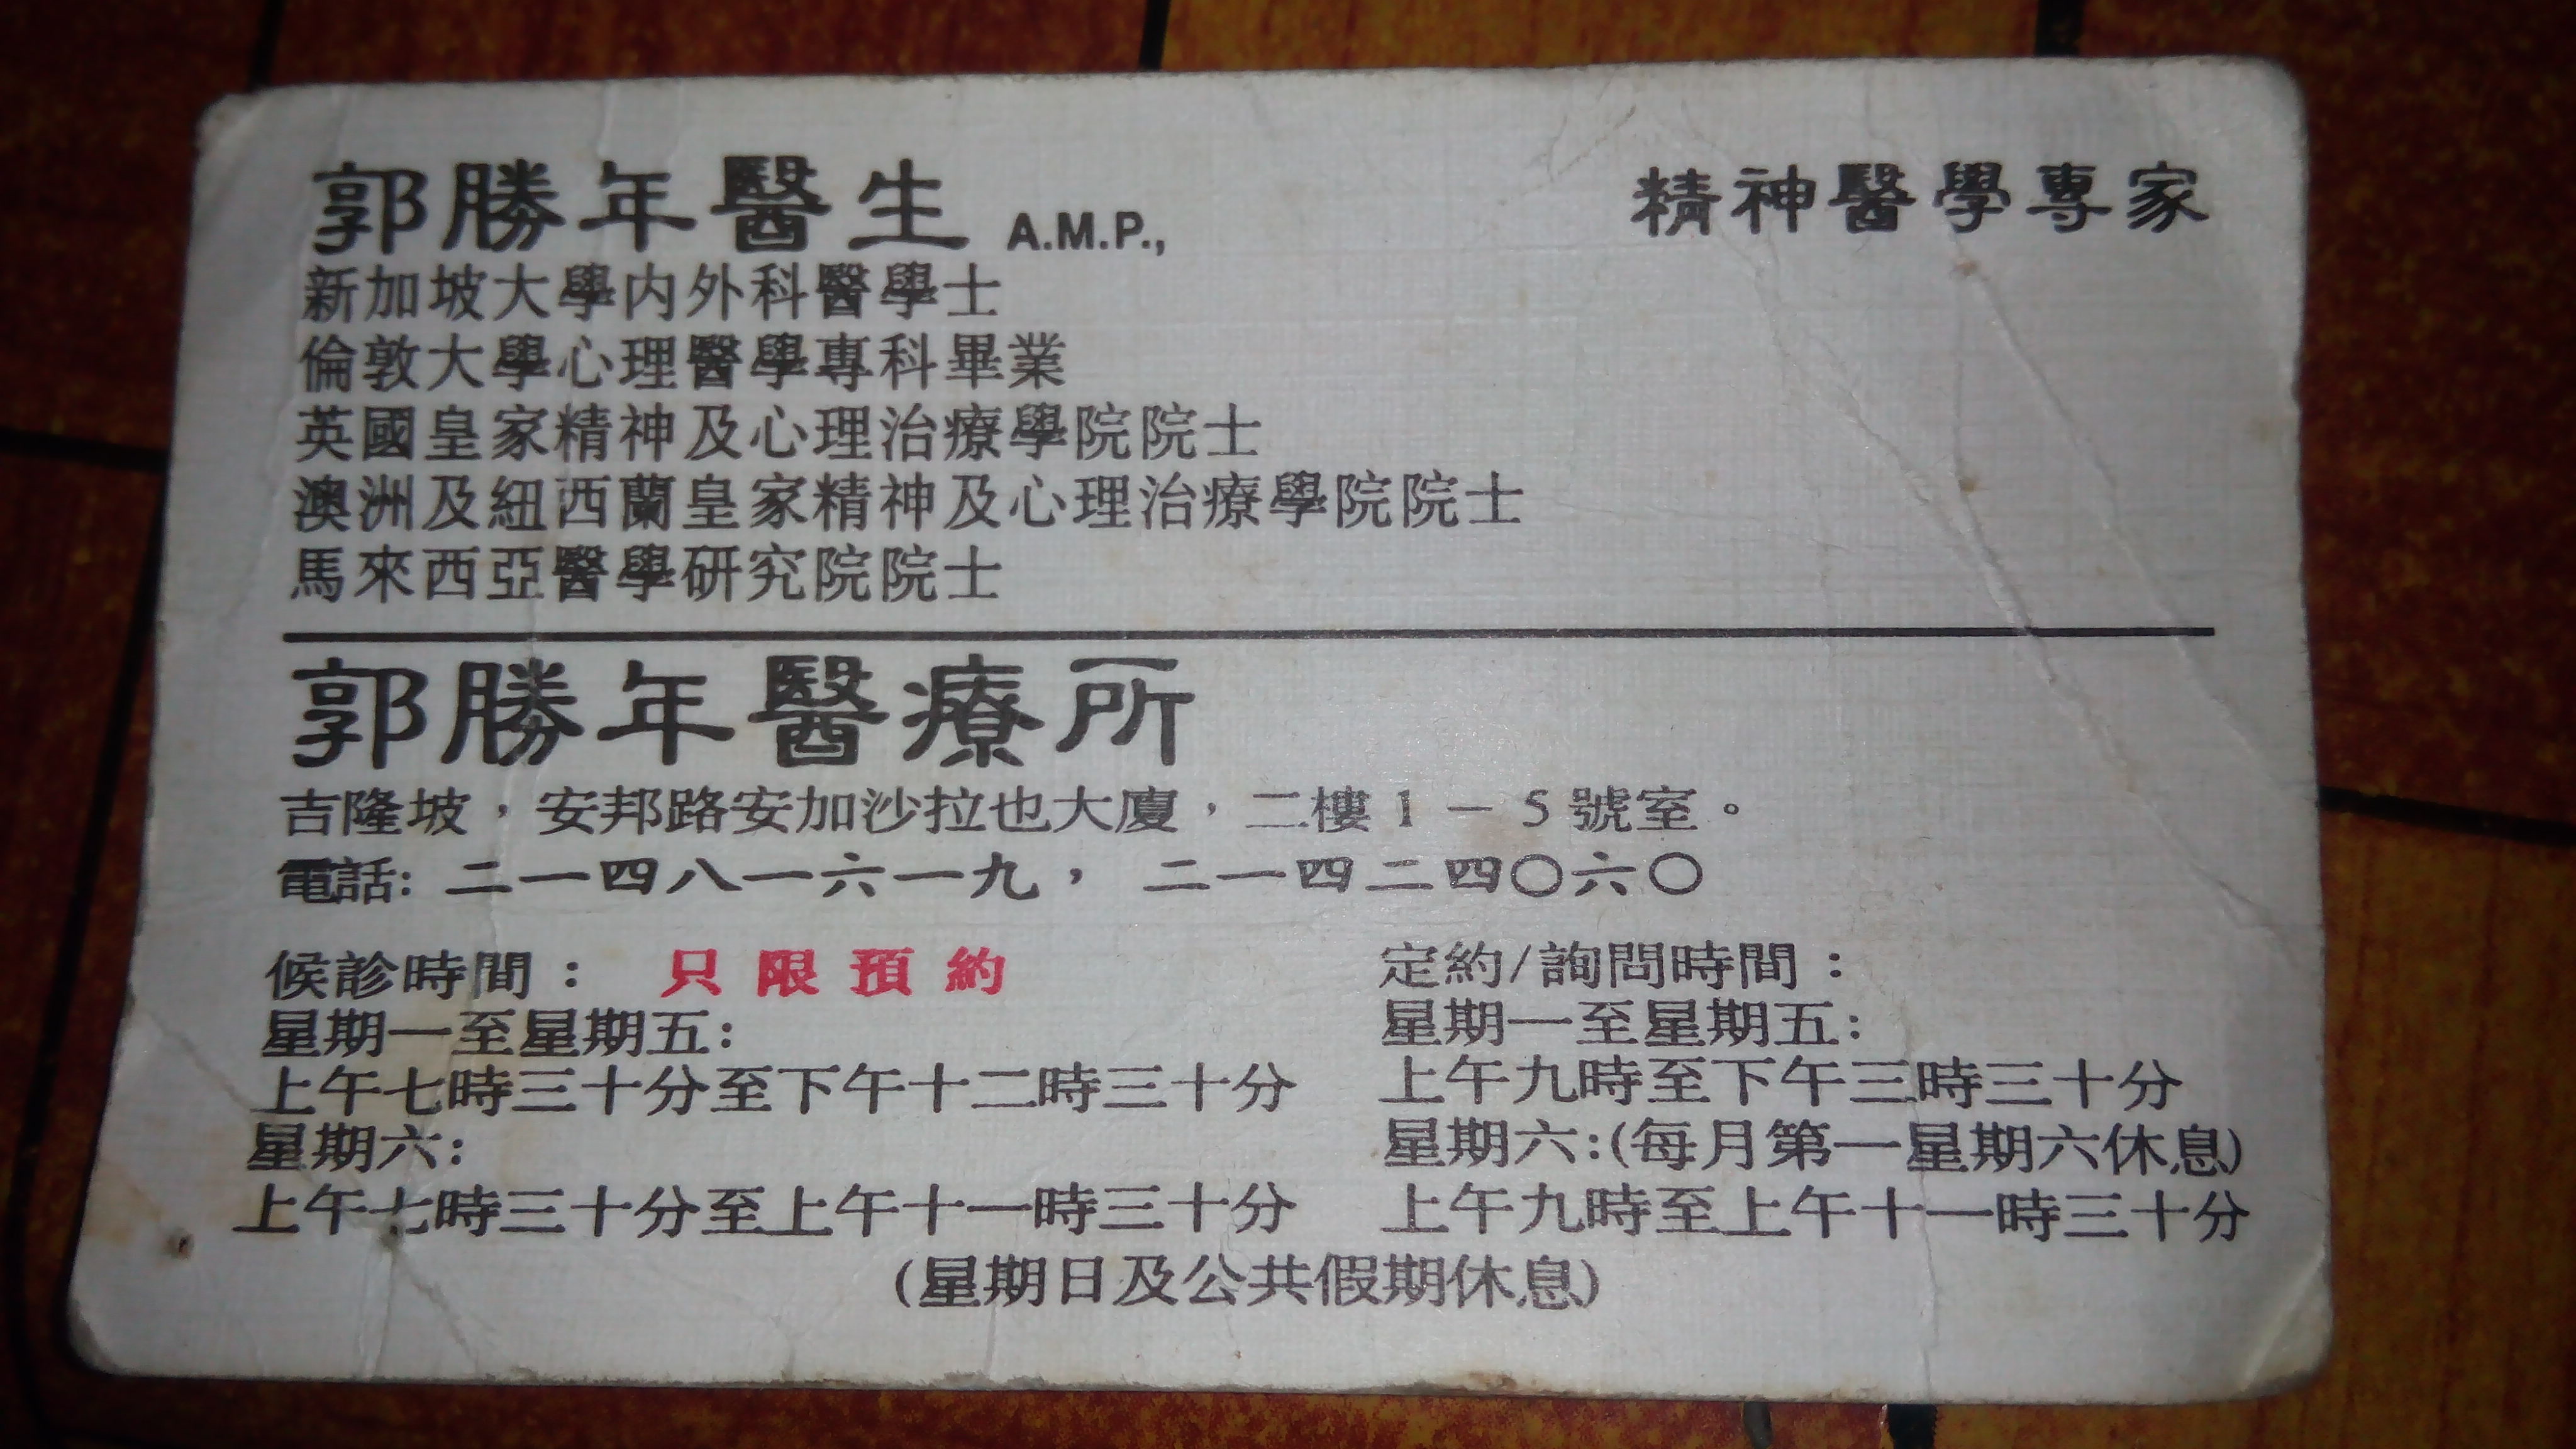 郭勝年醫生 A.M.P.,
精神醫學專家
新加坡大學内外科醫學士
倫敦大學心理醫學專科畢業
英國皇家精神及心理治療學院院士
澳洲及紐西蘭皇家精神及心理治療學院院士
馬來西亞醫學研究院院士
郭勝年醫療所
吉隆坡，安邦路安加沙拉也大廈，二樓1－5號室。
電話: 二一四八一六一九， 二一四二四〇六〇
候診時間： 只限預約
星期一至星期五:
上午七時三十分至下午十二時三十分
星期六:
上午七時三十分至上午十一時三十分
定約/詢問時間：
星期一至星期五:
上午九時至下午三時三十分
星期六:(每月第一星期六休息)
上午九時至上午十一時三十分
(星期日及公共假期休息)